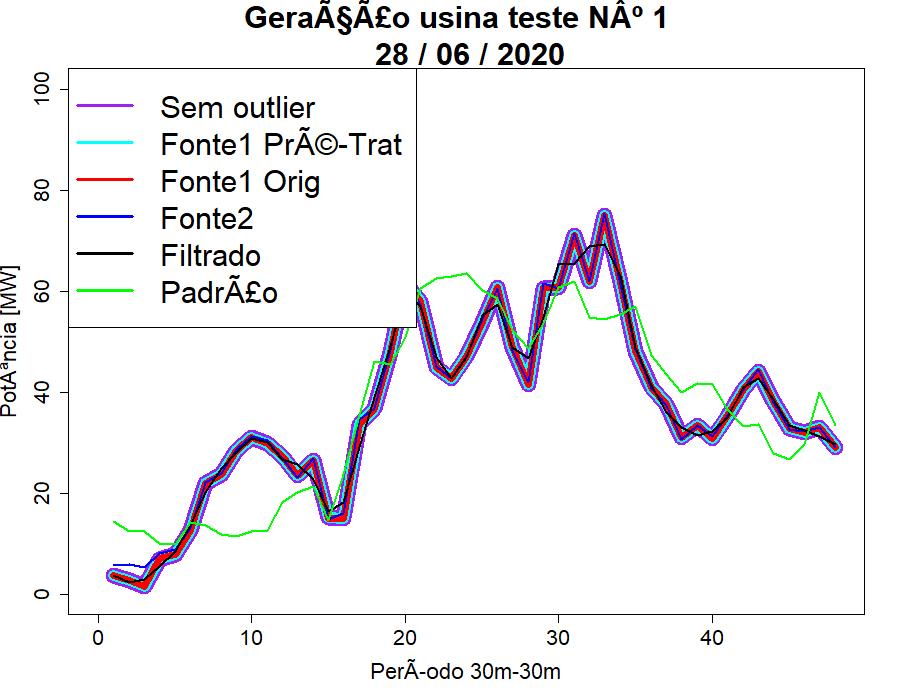 GeraÃ§Ã£o usina teste NÂº 1
28 / 06 / 2020
Sem outlier
Fonte1 PrÃ©-Trat
Fonte1 Orig
Fonte2
Filtrado
PadrÃ£o
PotÃªncia [MW]
100
80
60
40
20
0
0 10 20 30 40
PerÃ­-odo 30m-30m